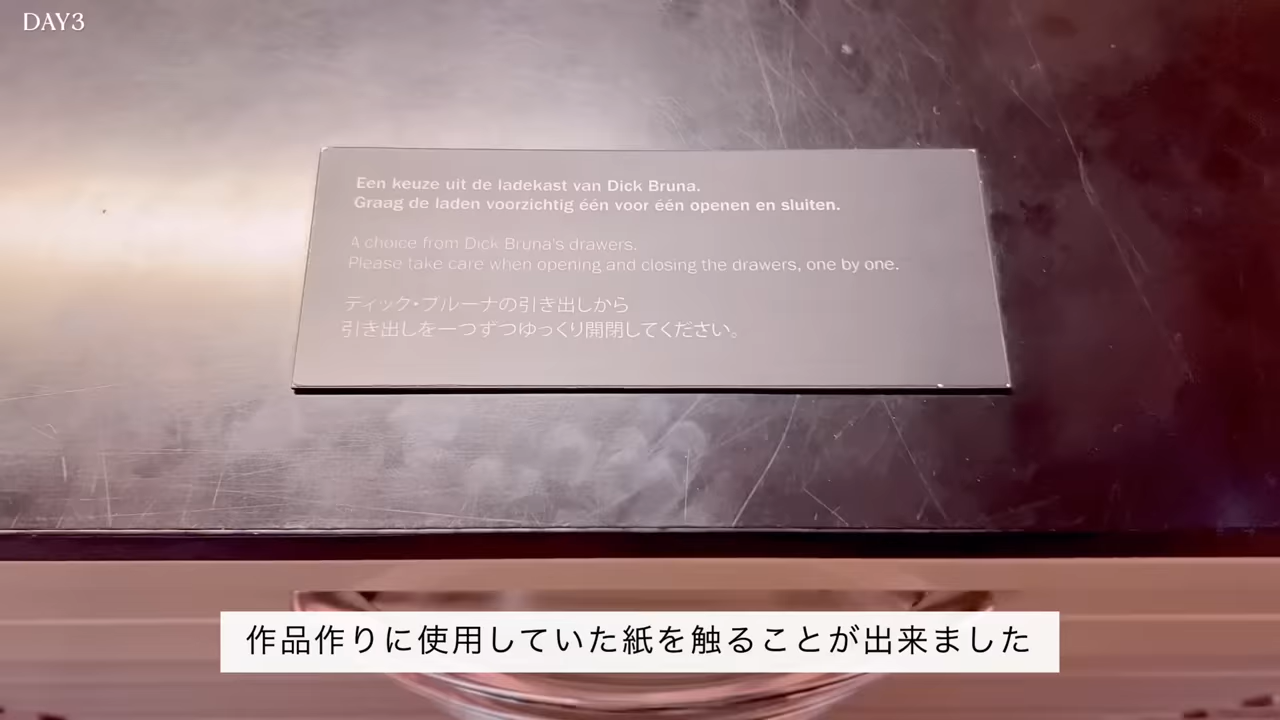 DAY3
Een keuze uit de ladekast van Dick Bruna.
Graag de laden voorzichtig één voor één openen en sluiten.
A choice from Dick Bruna's drawers.
Please take care when opening and closing the drawers, one by one.
ディック・ブルーナの引き出しから
引き出しを一つずつゆっくり開閉してください。
作品作りに使用していた紙を触ることが出来ました